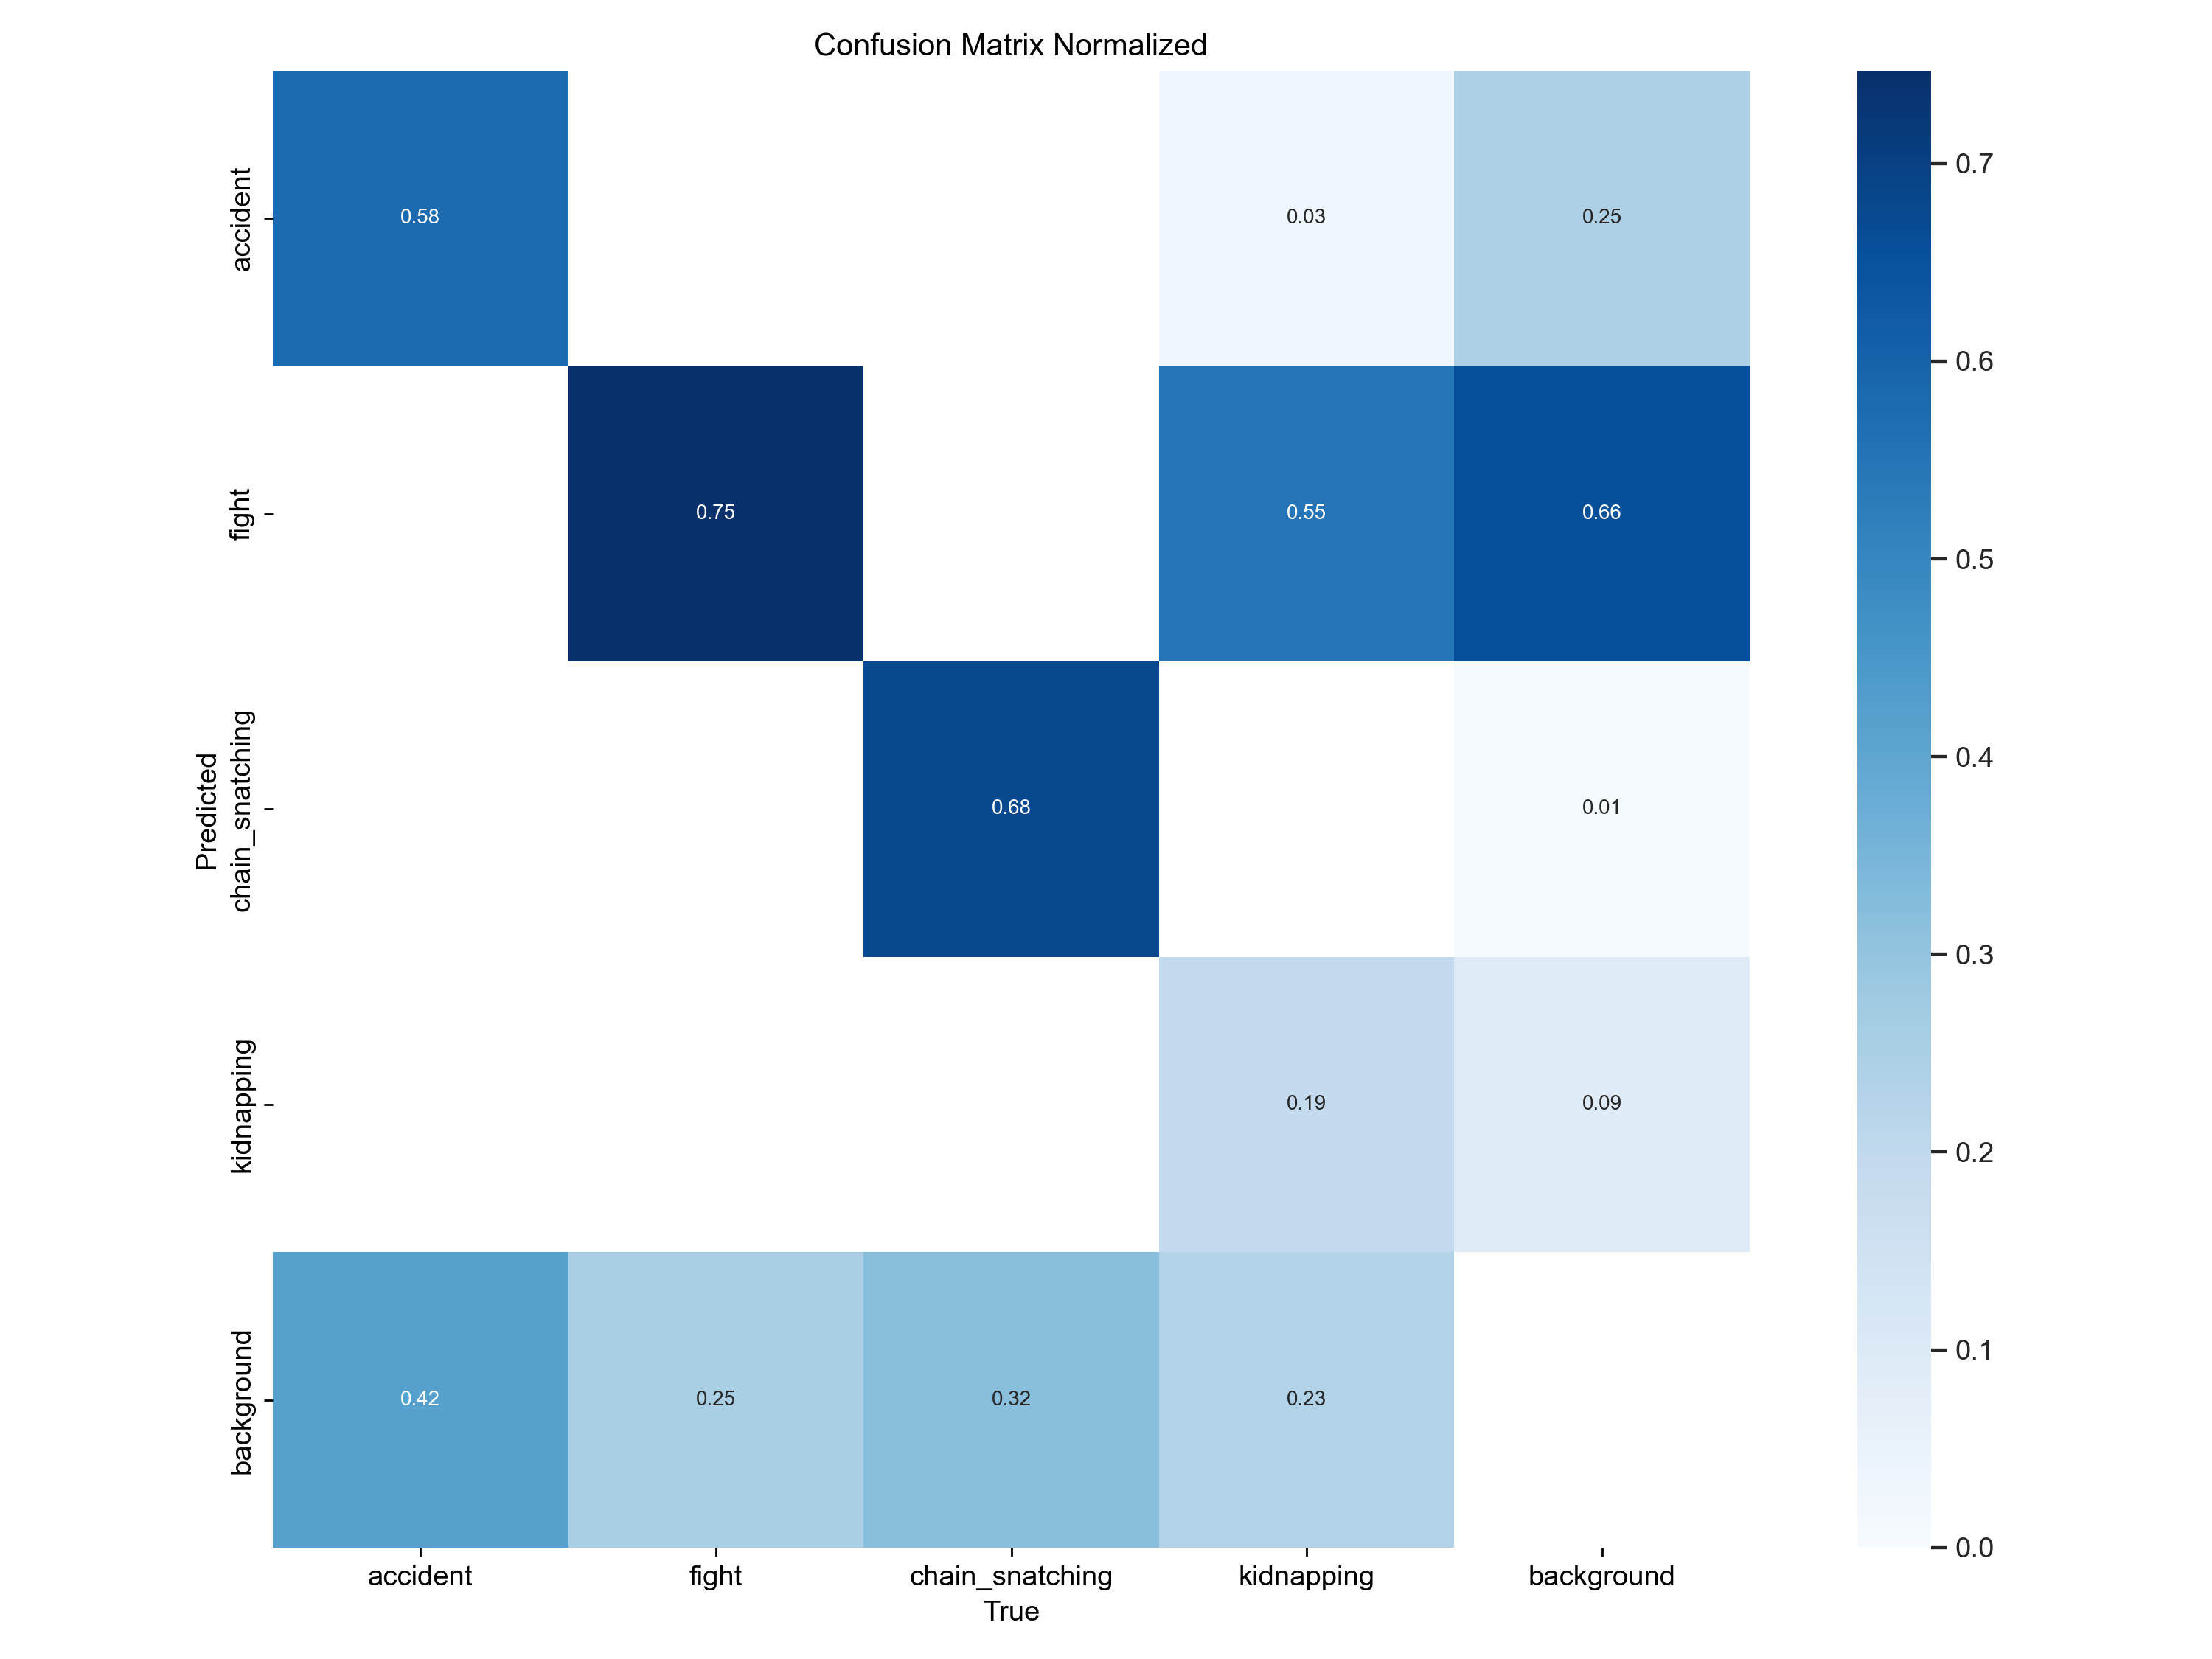 Confusion Matrix Normalized
accident
0.58
0.03
0.25
fight
0.75
0.55
0.66
Predicted
chain_snatching
0.68
0.01
kidnapping
0.19
0.09
background
0.42
0.25
0.32
0.23
accident
fight
chain_snatching
kidnapping
background
True
0.7
0.6
0.5
0.4
0.3
0.2
0.1
0.0